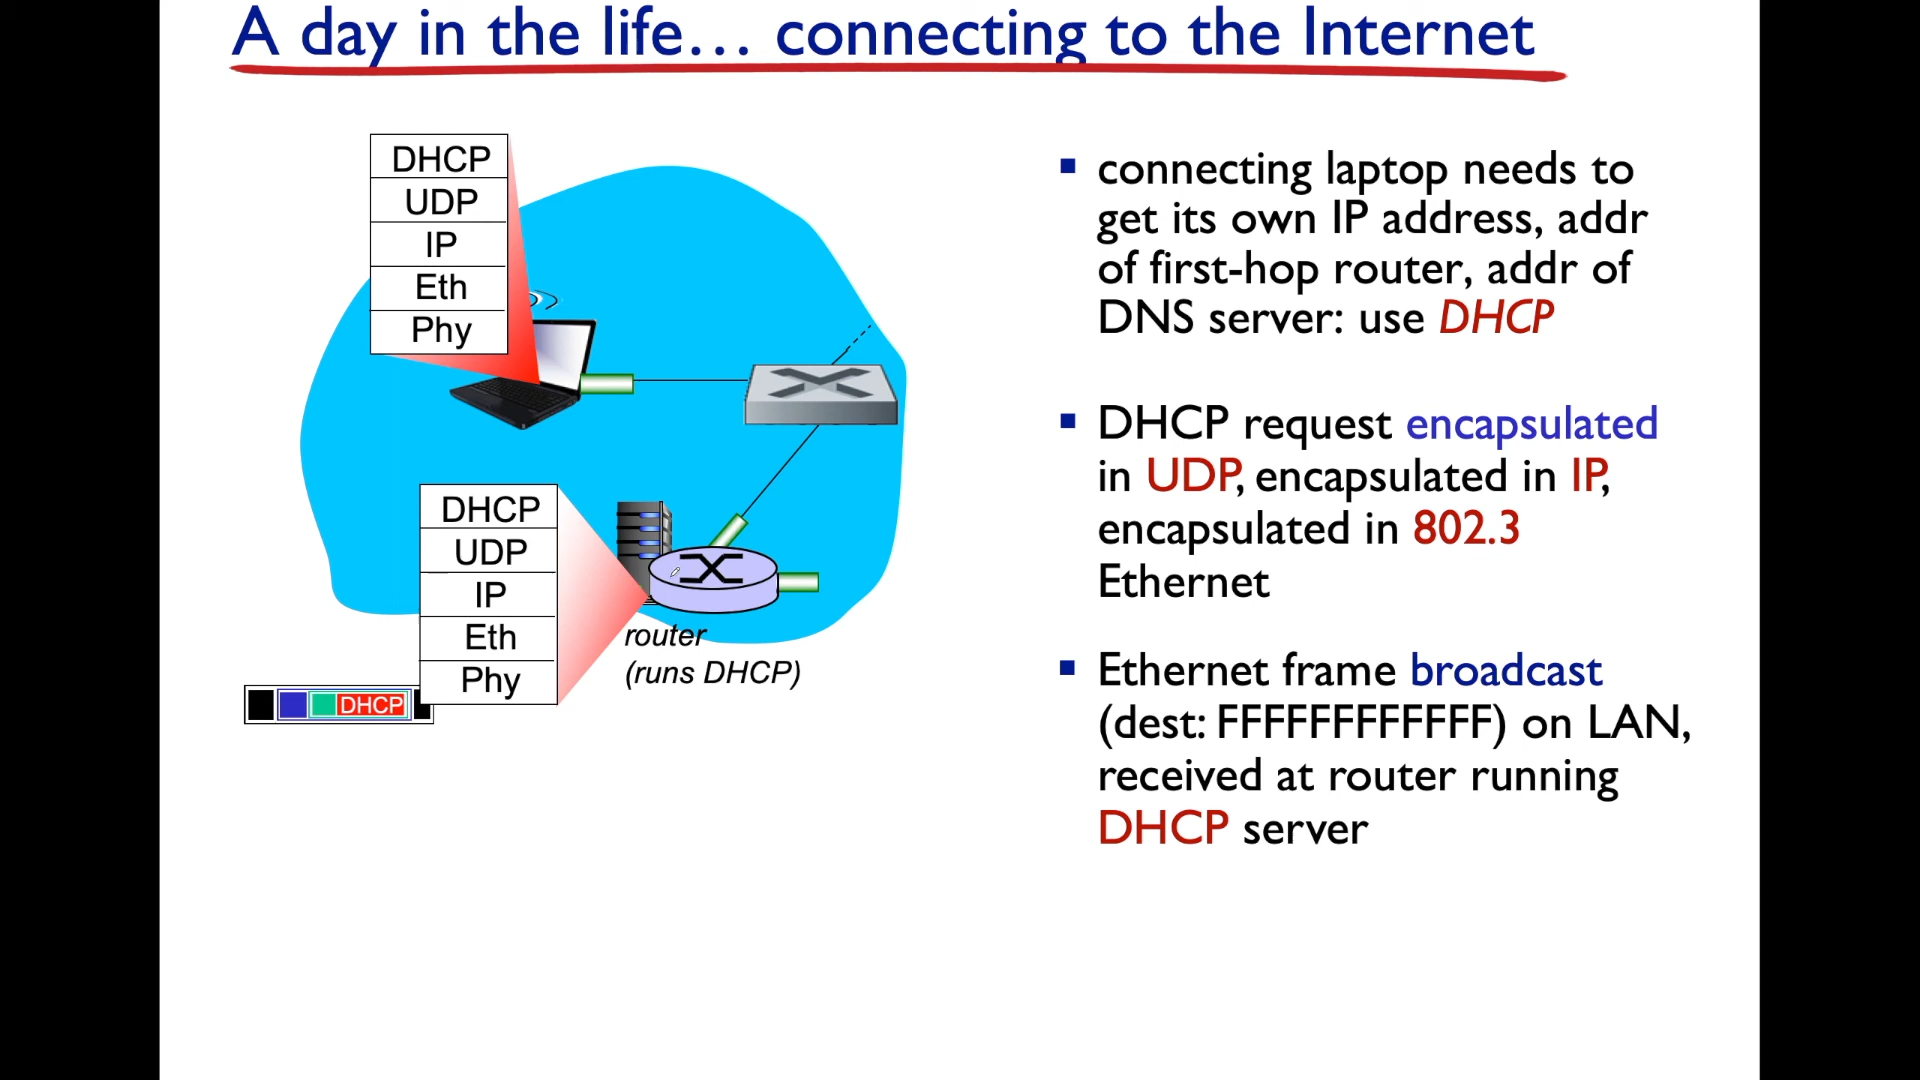 A day in the life… connecting to the Internet
DHCP
UDP
IP
Eth
Phy
DHCP
UDP
IP
Eth
Phy
DHCP
router
(runs DHCP)
▪ connecting laptop needs to
get its own IP address, addr
of first-hop router, addr of
DNS server: use DHCP
▪ DHCP request encapsulated
in UDP, encapsulated in IP,
encapsulated in 802.3
Ethernet
▪ Ethernet frame broadcast
(dest: FFFFFFFFFFFF) on LAN,
received at router running
DHCP server